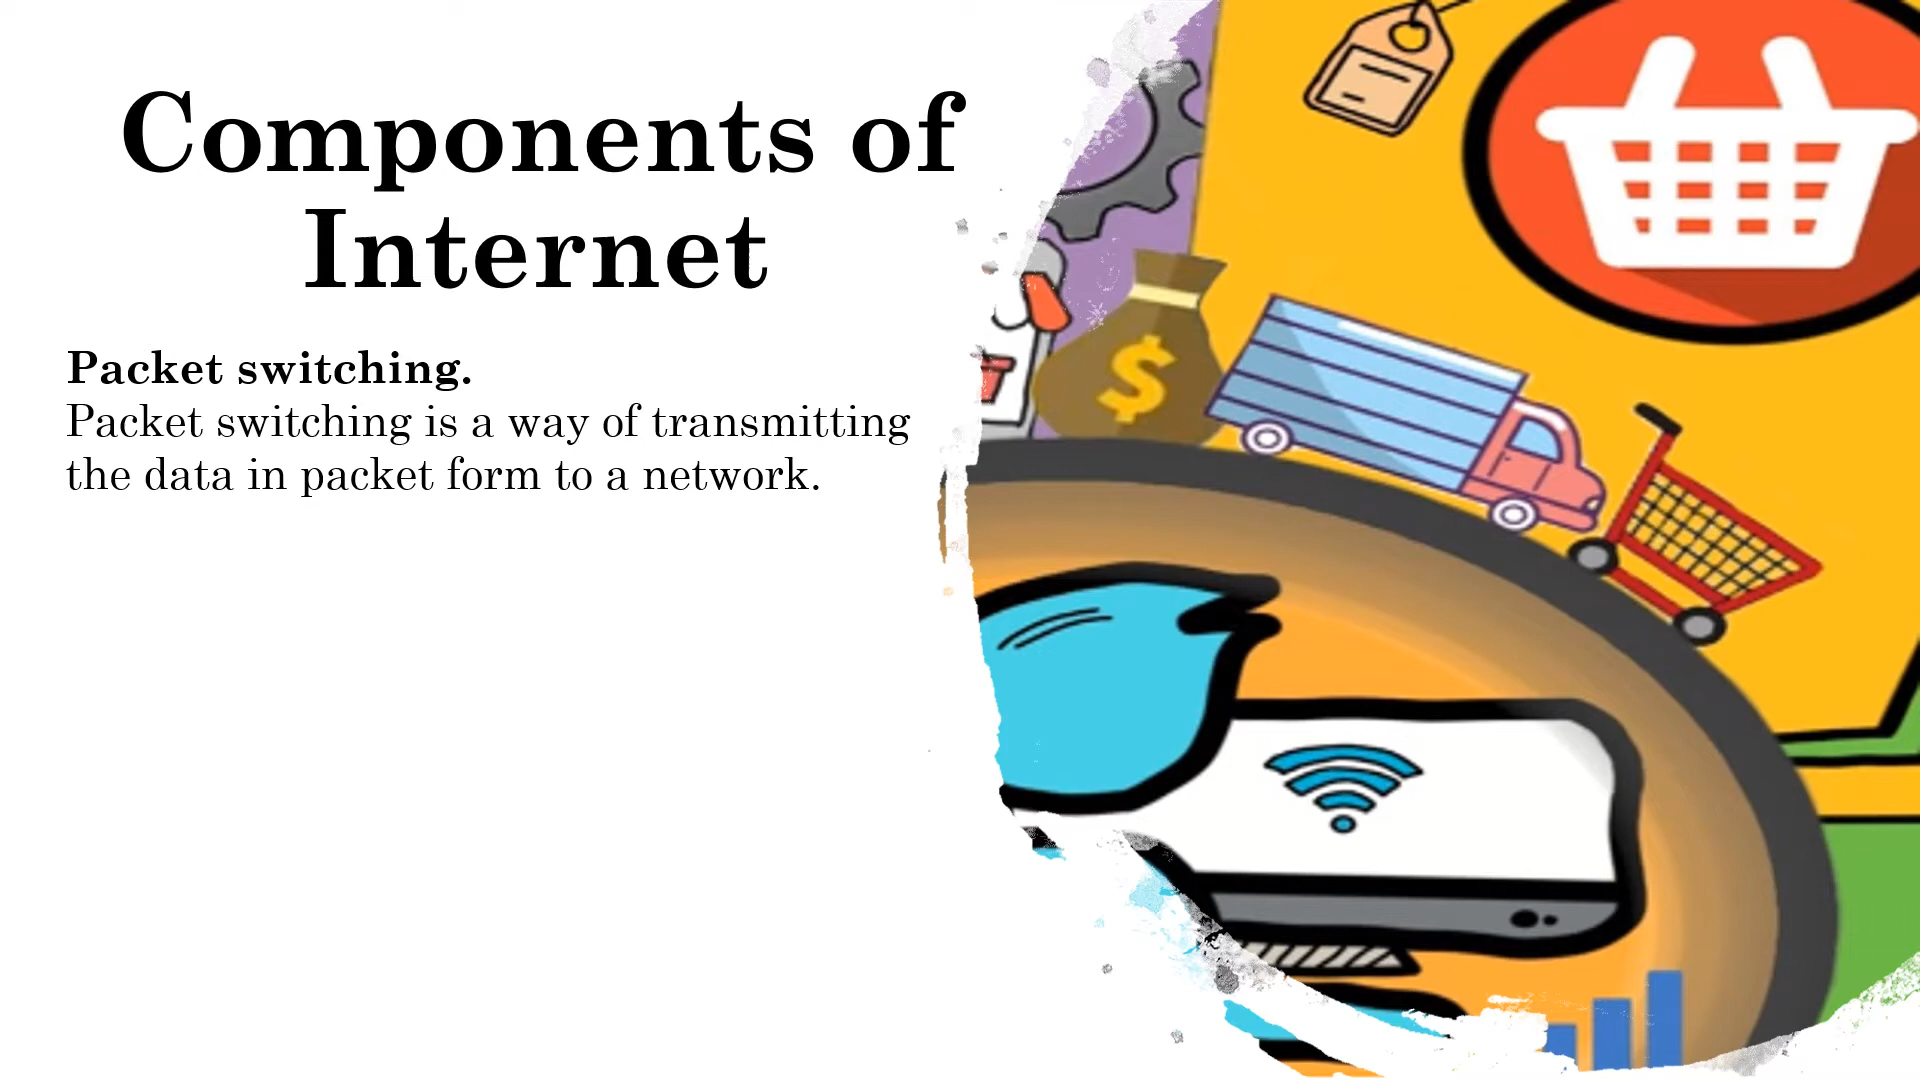 Components of
Internet
Packet switching.
Packet switching is a way of transmitting
the data in packet form to a network.
$